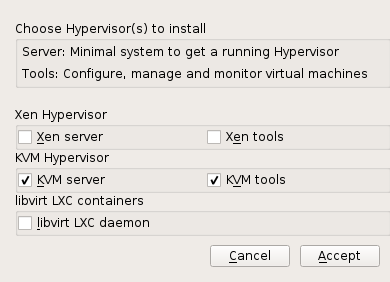 Choose Hypervisor(s) to install
Server: Minimal system to get a running Hypervisor
Tools: Configure, manage and monitor virtual machines
Xen Hypervisor
Xen server Xen tools
KVM Hypervisor
KVM server KVM tools
libvirt LXC containers
libvirt LXC daemon
Cancel Accept